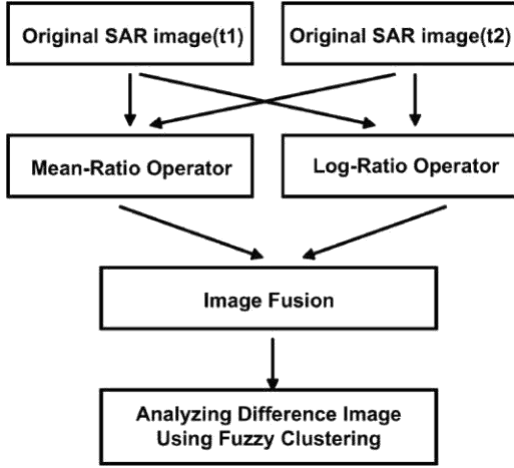 Original SAR image(t1)
Original SAR image(t2)
Mean-Ratio Operator
Log-Ratio Operator
Image Fusion
Analyzing Difference Image
Using Fuzzy Clustering